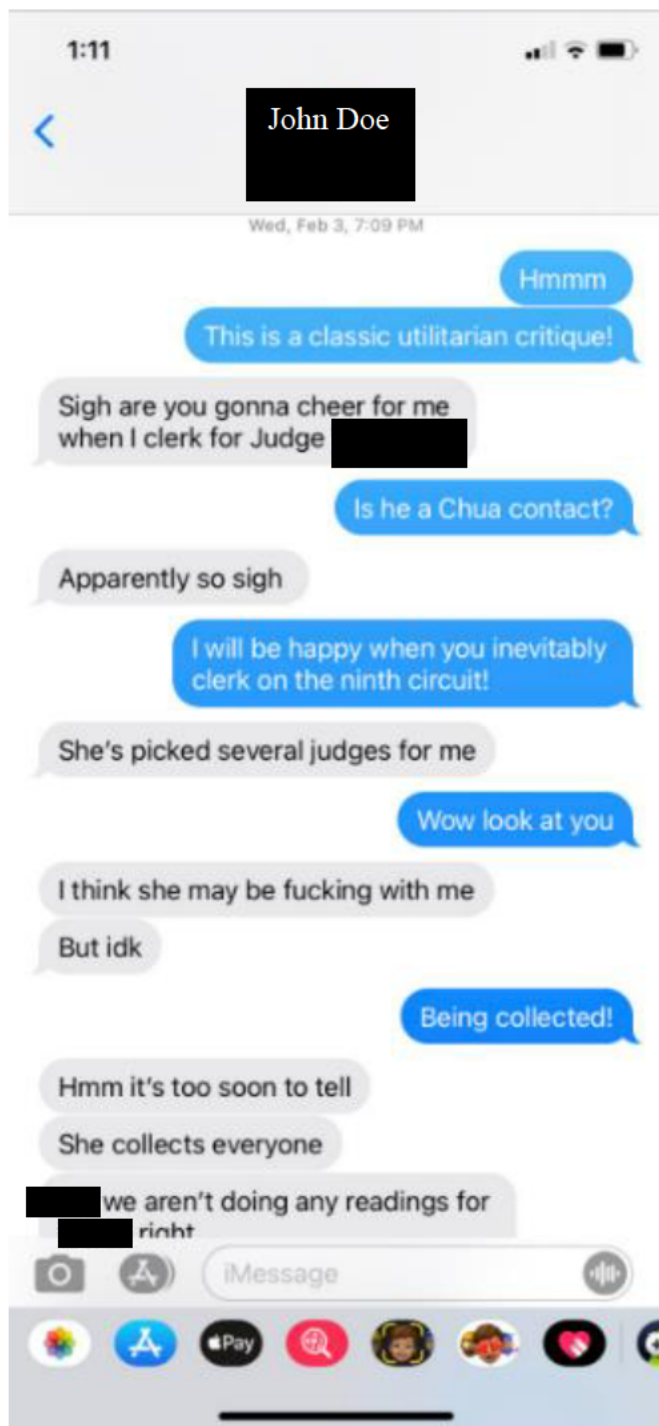 1:11
John Doe
Wed, Feb 3, 7:09 PM
Hmmm
This is a classic utilitarian critique!
Sigh are you gonna cheer for me
when I clerk for Judge
Is he a Chua contact?
Apparently so sigh
I will be happy when you inevitably
clerk on the ninth circuit!
She's picked several judges for me
Wow look at you
I think she may be fucking with me
But idk
Being collected!
Hmm it's too soon to tell
She collects everyone
we aren't doing any readings for
right
iMessage
Pay